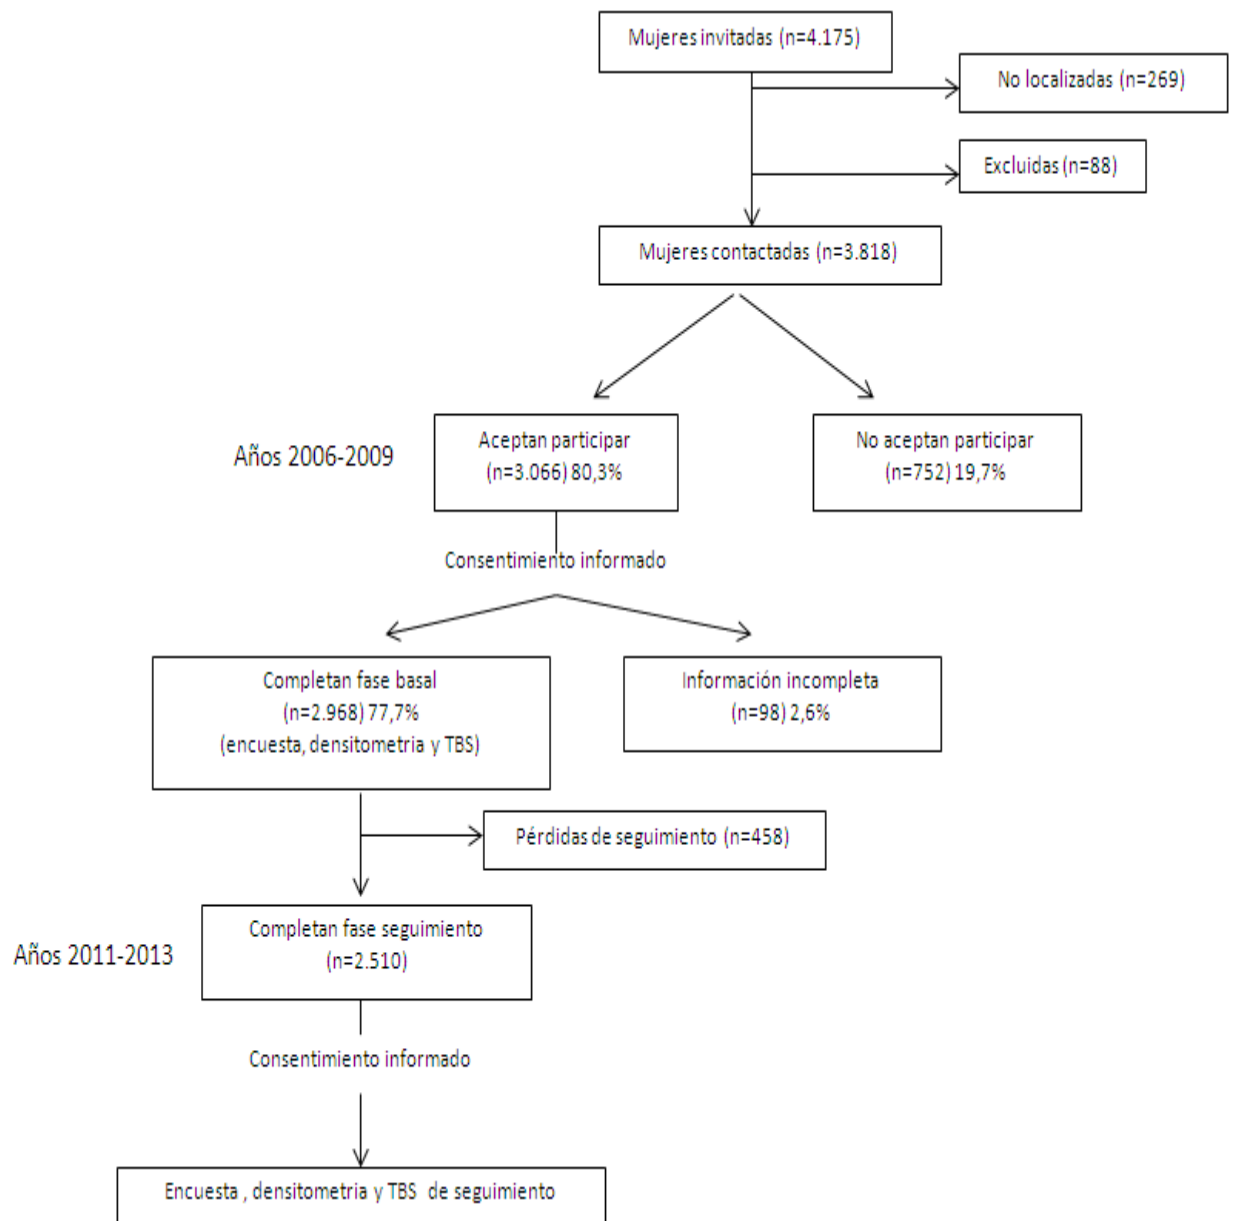 Mujeres invitadas (n=4.175)
No localizadas (n=269)
Excluidas (n=88)
Mujeres contactadas (n=3.818)
Años 2006-2009
Aceptan participar
(n=3.066) 80,3%
No aceptan participar
(n=752) 19,7%
Consentimiento informado
Completan fase basal
(n=2.968) 77,7%
(encuesta, densitometria y TBS)
Información incompleta
(n=98) 2,6%
Pérdidas de seguimiento (n=458)
Años 2011-2013
Completan fase seguimiento
(n=2.510)
Consentimiento informado
Encuesta , densitometria y TBS de seguimiento